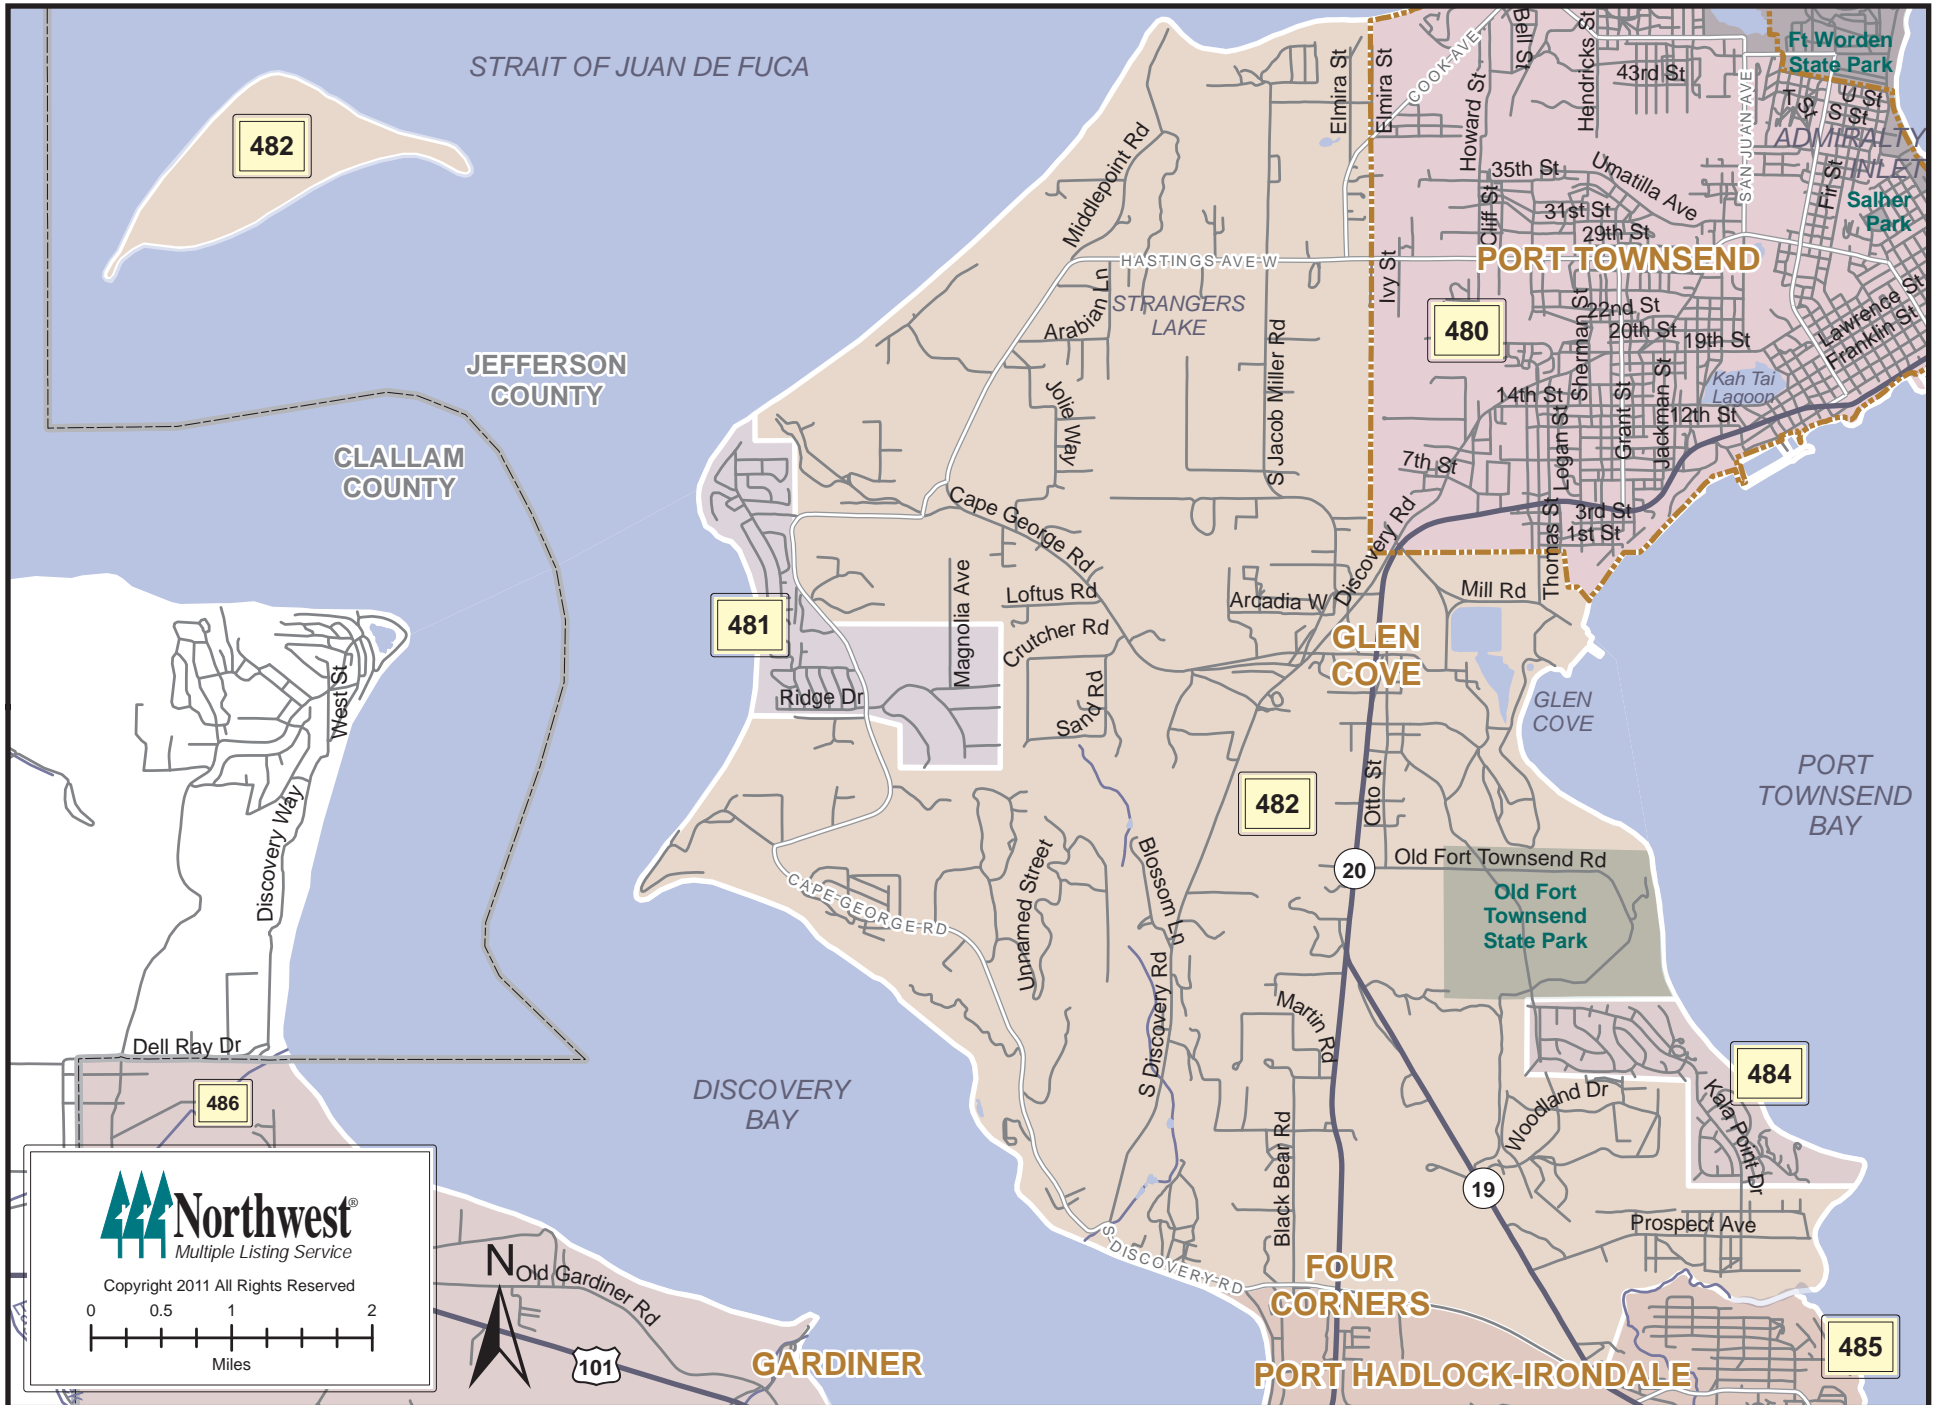 STRAIT OF JUAN DE FUCA
482
JEFFERSON
COUNTY
CLALLAM
COUNTY
Elmira St
Elmira St
COOK AVE
Bell St
Hendricks St
Howard St
43rd St
SAN JUAN AVE
Ft Worden
State Park
T St
U St
S St
ADMIRALTY
INLET
Fir St
Salher
Park
Middlepoint Rd
35th St
Umatilla Ave
Cliff St
31st St
29th St
HASTINGS AVE W
PORT TOWNSEND
Ivy St
Arabian Ln
STRANGERS
LAKE
480
Sherman St
22nd St
20th St
19th St
Lawrence St
Franklin St
S Jacob Miller Rd
Jolie Way
14th St
Logan St
Grant St
Jackman St
Kah Tai
Lagoon
12th St
7th St
Cape George Rd
Discovery Rd
Thomas St
3rd St
1st St
481
Magnolia Ave
Loftus Rd
Crutcher Rd
Arcadia W
Mill Rd
GLEN
COVE
West St
Ridge Dr
Sand Rd
GLEN
COVE
482
Otto St
PORT
TOWNSEND
BAY
Discovery Way
Unnamed Street
Blossom Ln
20
Old Fort Townsend Rd
Old Fort
Townsend
State Park
CAPE GEORGE RD
S Discovery Rd
Martin Rd
Dell Ray Dr
486
DISCOVERY
BAY
484
Kala Point Dr
Woodland Dr
Black Bear Rd
19
Prospect Ave
S DISCOVERY RD
FOUR
CORNERS
Northwest®
Multiple Listing Service
Copyright 2011 All Rights Reserved
0 0.5 1 2
Miles
N
Old Gardiner Rd
101
GARDINER
PORT HADLOCK-IRONDALE
485